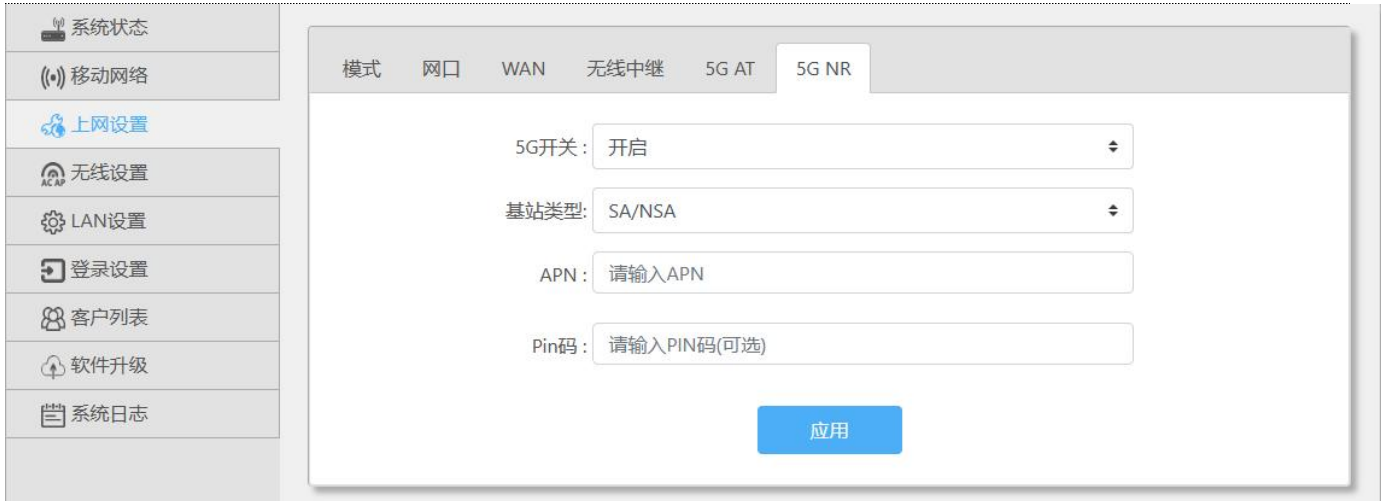 系统状态
移动网络
上网设置
无线设置
AC AP
LAN设置
登录设置
客户列表
软件升级
系统日志
模式 网口 WAN 无线中继 5G AT 5G NR
5G开关 : 开启
基站类型: SA/NSA
APN : 请输入APN
Pin码 : 请输入PIN码(可选)
应用